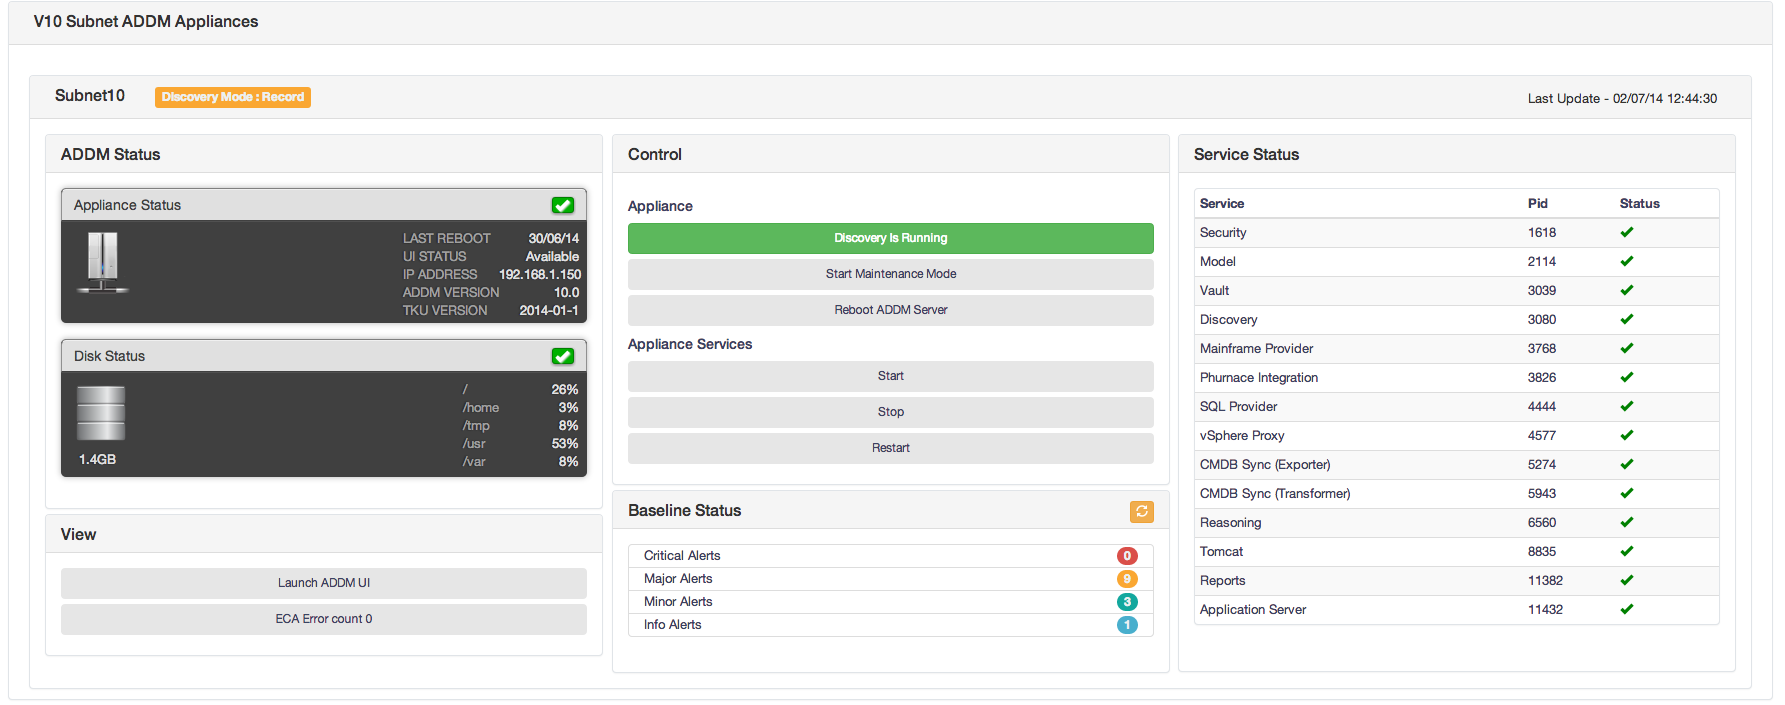 V10 Subnet ADDM Appliances
Subnet10
Discovery Mode : Record
Last Update - 02/07/14 12:44:30
ADDM Status
Appliance Status
LAST REBOOT 30/06/14
UI STATUS Available
IP ADDRESS 192.168.1.150
ADDM VERSION 10.0
TKU VERSION 2014-01-1
Disk Status
/ 26%
/home 3%
/tmp 8%
/usr 53%
/var 8%
1.4GB
View
Launch ADDM UI
ECA Error count 0
Control
Appliance
Discovery Is Running
Start Maintenance Mode
Reboot ADDM Server
Appliance Services
Start
Stop
Restart
Baseline Status
Critical Alerts 0
Major Alerts 9
Minor Alerts 3
Info Alerts 1
Service Status
Service Pid Status
Security 1618
Model 2114
Vault 3039
Discovery 3080
Mainframe Provider 3768
Phurnace Integration 3826
SQL Provider 4444
vSphere Proxy 4577
CMDB Sync (Exporter) 5274
CMDB Sync (Transformer) 5943
Reasoning 6560
Tomcat 8835
Reports 11382
Application Server 11432